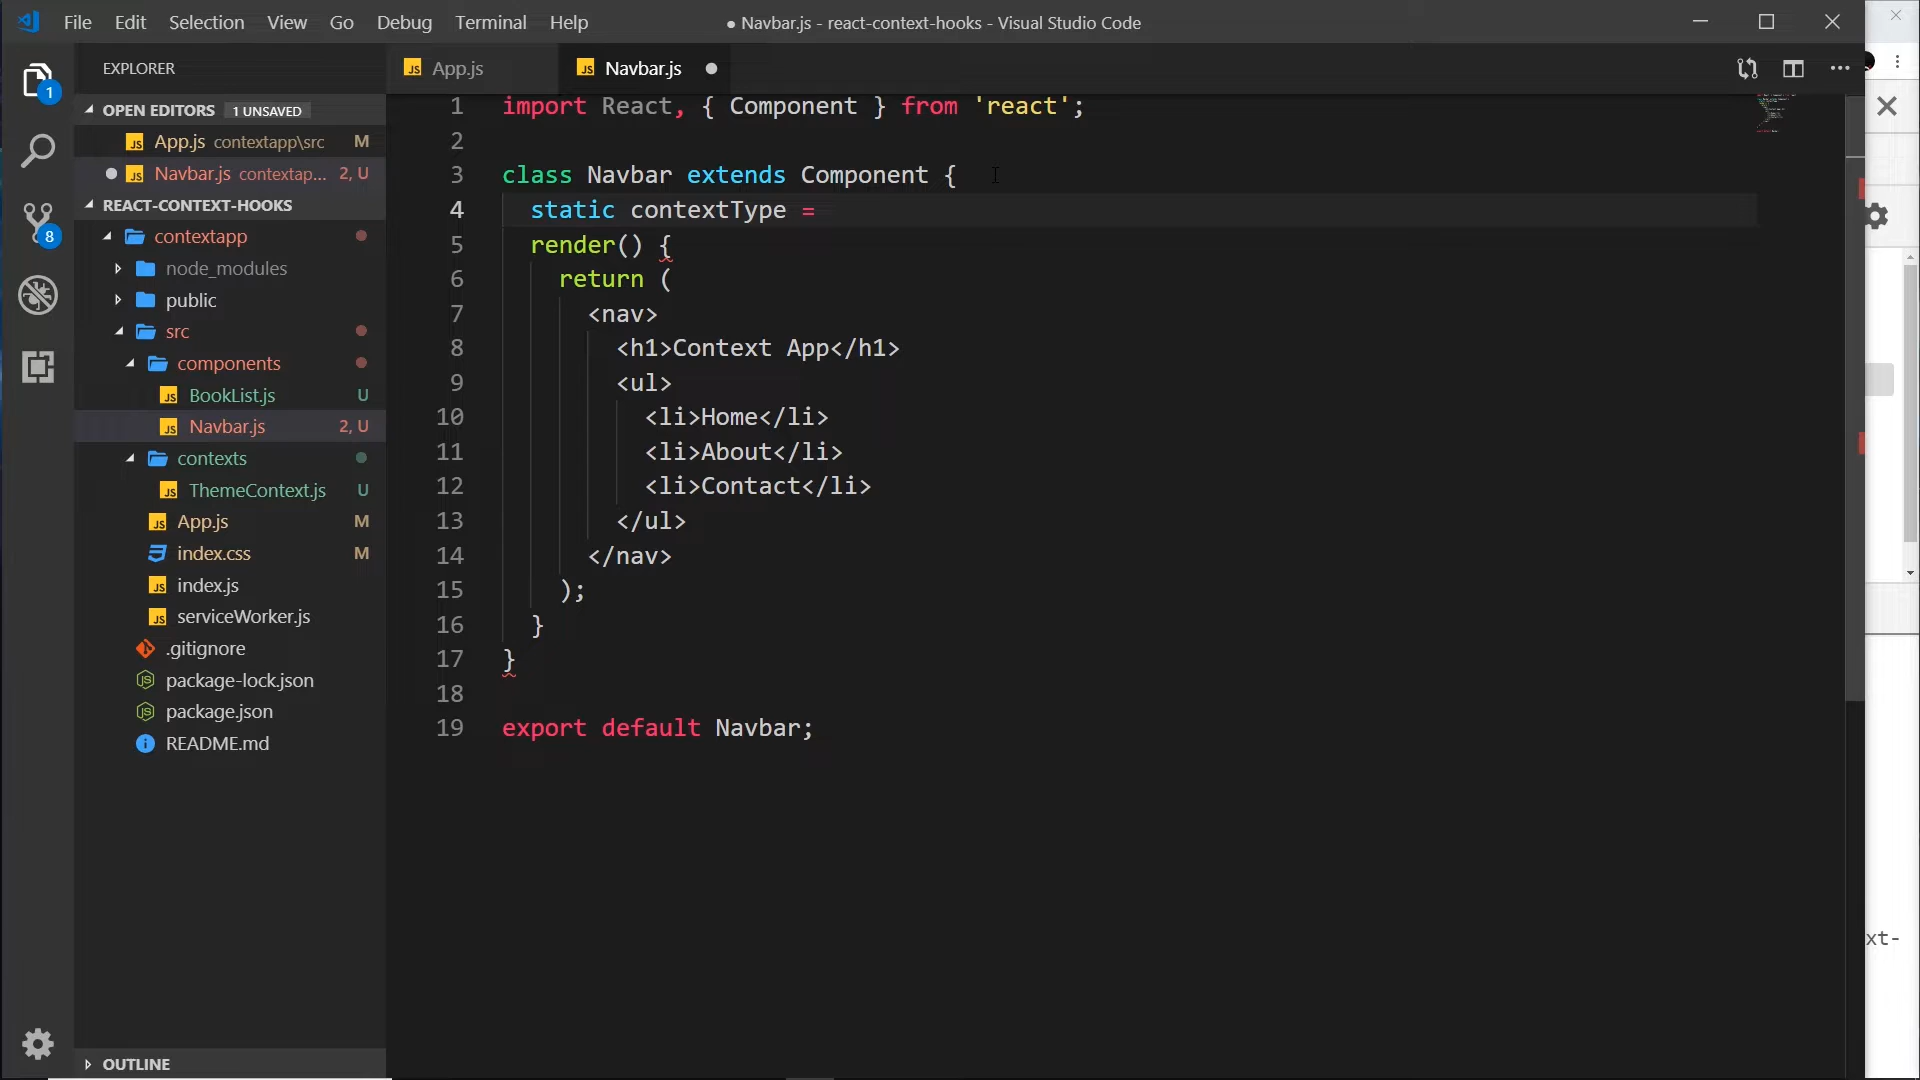 File Edit Selection View Go Debug Terminal Help
● Navbar.js - react-context-hooks - Visual Studio Code
EXPLORER
OPEN EDITORS 1 UNSAVED
App.js contextapp\src M
Navbar.js contextap... 2, U
REACT-CONTEXT-HOOKS
contextapp
node_modules
public
src
components
BookList.js U
Navbar.js 2, U
contexts
ThemeContext.js U
App.js M
index.css M
index.js
serviceWorker.js
.gitignore
package-lock.json
package.json
README.md
OUTLINE
1
8
App.js
Navbar.js
1 import React, { Component } from 'react';
2
3 class Navbar extends Component {
4 static contextType =
5 render() {
6 return (
7 <nav>
8 <h1>Context App</h1>
9 <ul>
10 <li>Home</li>
11 <li>About</li>
12 <li>Contact</li>
13 </ul>
14 </nav>
15 );
16 }
17 }
18
19 export default Navbar;
xt-